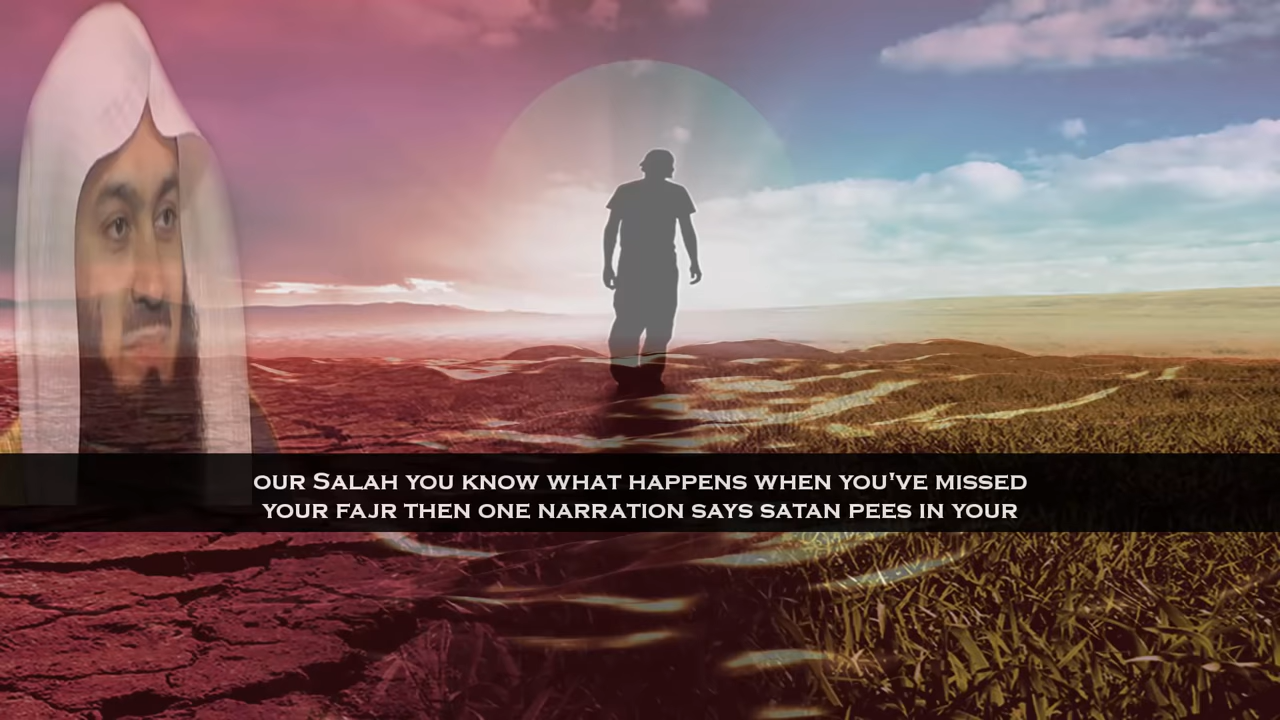 our Salah you know what happens when you've missed
your fajr then one narration says satan pees in your